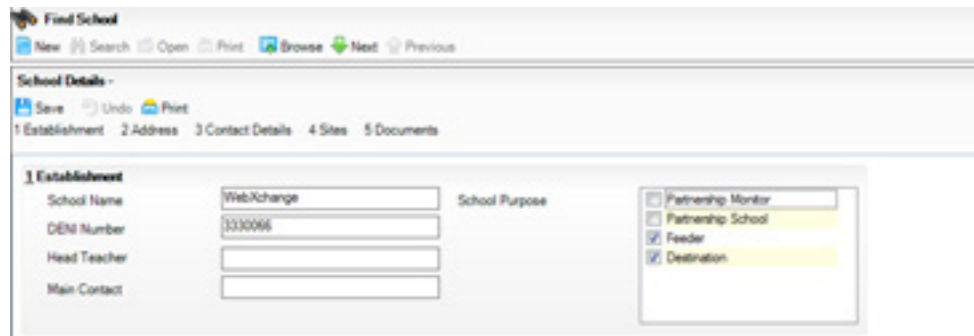 Find School
New Search Open Print Browse Next Previous
School Details -
Save Undo Print
1 Establishment 2 Address 3 Contact Details 4 Sites 5 Documents
1 Establishment
School Name WebXchange School Purpose Partnership Monitor
DENI Number 3330066 Partnership School
Head Teacher Feeder
Destination
Main Contact